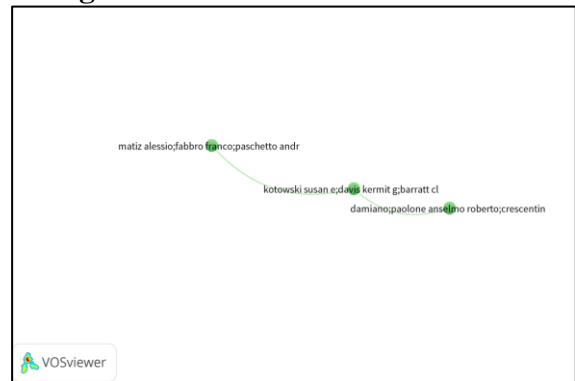 matiz alessio;fabbro franco;paschetto andr
kotowski susan e;davis kermit g;barratt cl
damiano;paolone anselmo roberto;crescentin
VOSviewer